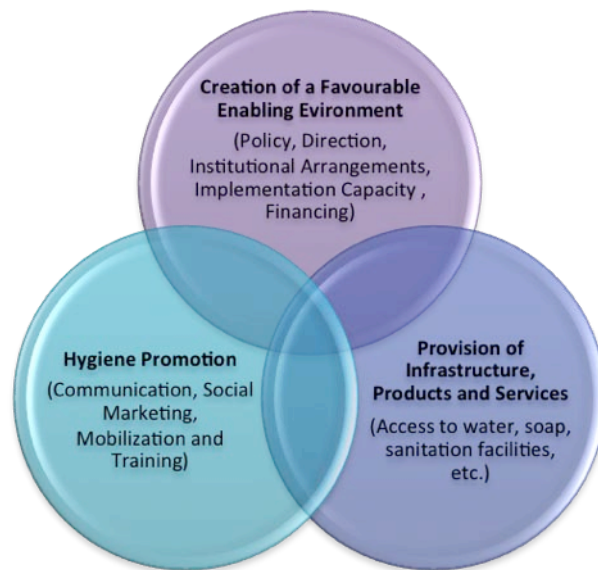 Creation of a Favourable
Enabling Evironment
(Policy, Direction,
Institutional Arrangements,
Implementation Capacity ,
Financing)
Hygiene Promotion
(Communication, Social
Marketing,
Mobilization and
Training)
Provision of
Infrastructure,
Products and Services
(Access to water, soap,
sanitation facilities,
etc.)